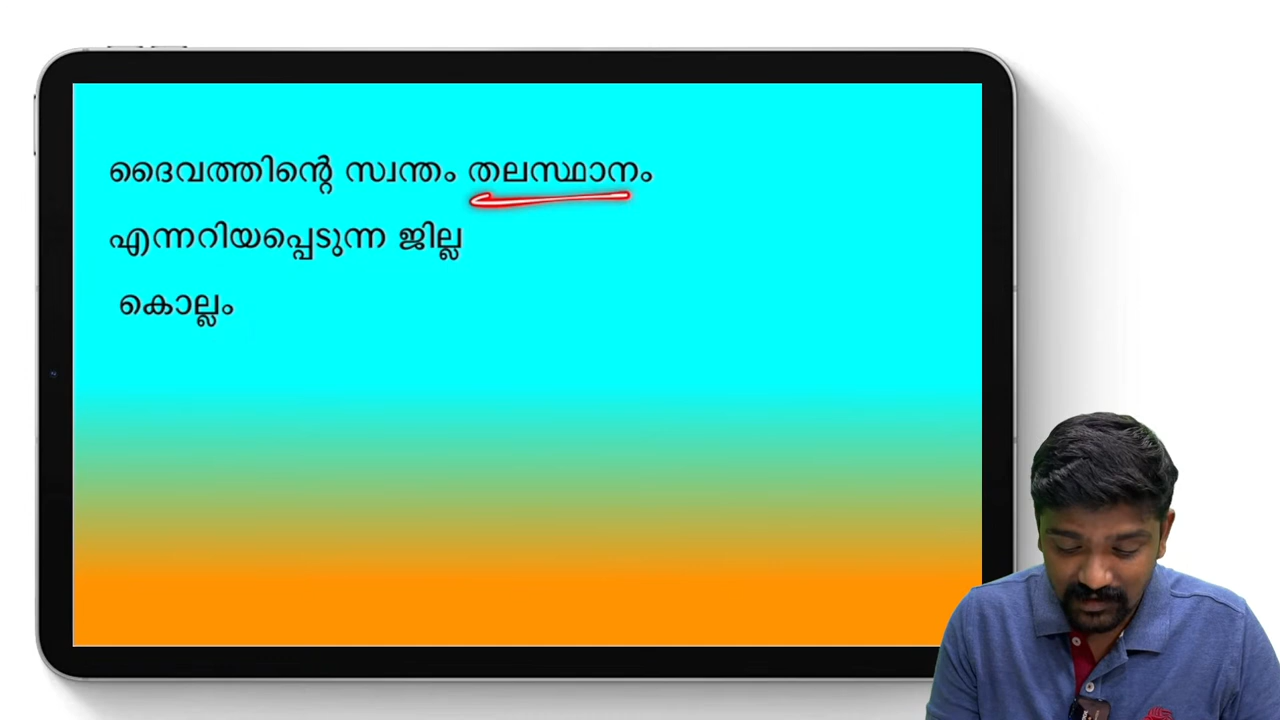 ദൈവത്തിന്റെ സ്വന്തം തലസ്ഥാനം
എന്നറിയപ്പെടുന്ന ജില്ല
കൊല്ലം